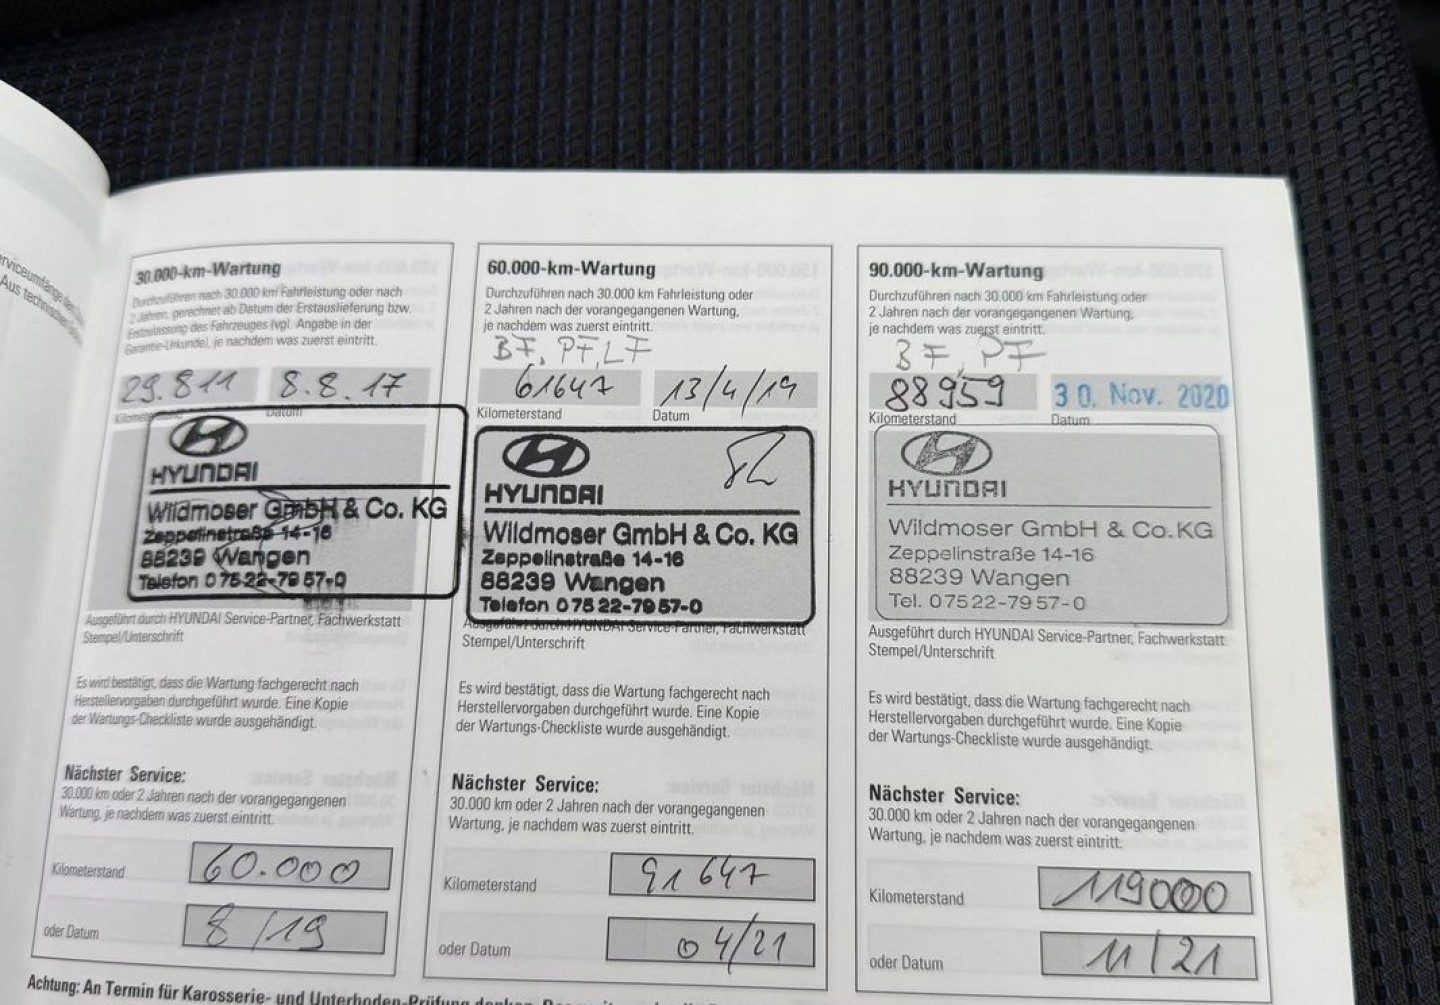 rviceumfänge
Aus technischen
30.000-km-Wartung
Durchzuführen nach 30.000 km Fahrleistung oder nach
2 Jahren, gerechnet ab Datum der Erstauslieferung bzw.
Erstzulassung des Fahrzeuges (vgl. Angabe in der
Garantie-Urkunde), je nachdem was zuerst eintritt.
29.811 8.8.17
Kilometerstand Datum
HYUNDAI
Wildmoser GmbH & Co. KG
Zeppelinstraße 14-16
88239 Wangen
Telefon 07522-7957-0
Ausgeführt durch HYUNDAI Service-Partner, Fachwerkstatt
Stempel/Unterschrift
Es wird bestätigt, dass die Wartung fachgerecht nach
Herstellervorgaben durchgeführt wurde. Eine Kopie
der Wartungs-Checkliste wurde ausgehändigt.
Nächster Service:
30.000 km oder 2 Jahren nach der vorangegangenen
Wartung, je nachdem was zuerst eintritt.
Kilometerstand 60.000
oder Datum 8/19
60.000-km-Wartung
Durchzuführen nach 30.000 km Fahrleistung oder
2 Jahren nach der vorangegangenen Wartung,
je nachdem was zuerst eintritt.
BF, PF, LF
61647 13/4/19
Kilometerstand Datum
HYUNDAI
Wildmoser GmbH & Co. KG
Zeppelinstraße 14-16
88239 Wangen
Telefon 07522-7957-0
Ausgeführt durch HYUNDAI Service-Partner, Fachwerkstatt
Stempel/Unterschrift
Es wird bestätigt, dass die Wartung fachgerecht nach
Herstellervorgaben durchgeführt wurde. Eine Kopie
der Wartungs-Checkliste wurde ausgehändigt.
Nächster Service:
30.000 km oder 2 Jahren nach der vorangegangenen
Wartung, je nachdem was zuerst eintritt.
Kilometerstand 91647
oder Datum 04/21
90.000-km-Wartung
Durchzuführen nach 30.000 km Fahrleistung oder
2 Jahren nach der vorangegangenen Wartung,
je nachdem was zuerst eintritt.
BF, PF
88959 30. Nov. 2020
Kilometerstand Datum
HYUNDAI
Wildmoser GmbH & Co.KG
Zeppelinstraße 14-16
88239 Wangen
Tel. 07522-7957-0
Ausgeführt durch HYUNDAI Service-Partner, Fachwerkstatt
Stempel/Unterschrift
Es wird bestätigt, dass die Wartung fachgerecht nach
Herstellervorgaben durchgeführt wurde. Eine Kopie
der Wartungs-Checkliste wurde ausgehändigt.
Nächster Service:
30.000 km oder 2 Jahren nach der vorangegangenen
Wartung, je nachdem was zuerst eintritt.
Kilometerstand 119000
oder Datum 11/21
Achtung: An Termin für Karosserie- und Unterboden-Prüfung denken.